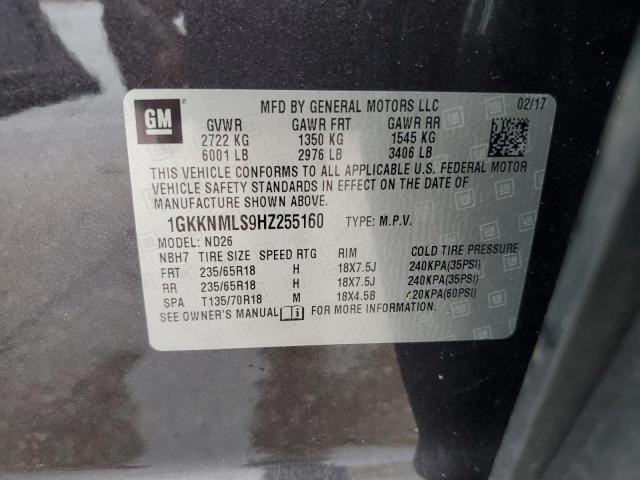 GM
MFD BY GENERAL MOTORS LLC 02/17
GVWR GAWR FRT GAWR RR
2722 KG 1350 KG 1545 KG
6001 LB 2976 LB 3406 LB
THIS VEHICLE CONFORMS TO ALL APPLICABLE U.S. FEDERAL MOTOR
VEHICLE SAFETY STANDARDS IN EFFECT ON THE DATE OF
MANUFACTURE SHOWN ABOVE.
1GKKNMLS9HZ255160 TYPE: M.P.V.
MODEL: ND26
NBH7 TIRE SIZE SPEED RTG RIM COLD TIRE PRESSURE
FRT 235/65R18 H 18X7.5J 240KPA(35PSI)
RR 235/65R18 H 18X7.5J 240KPA(35PSI)
SPA T135/70R18 M 18X4.5B 420KPA(60PSI)
SEE OWNER'S MANUAL FOR MORE INFORMATION.